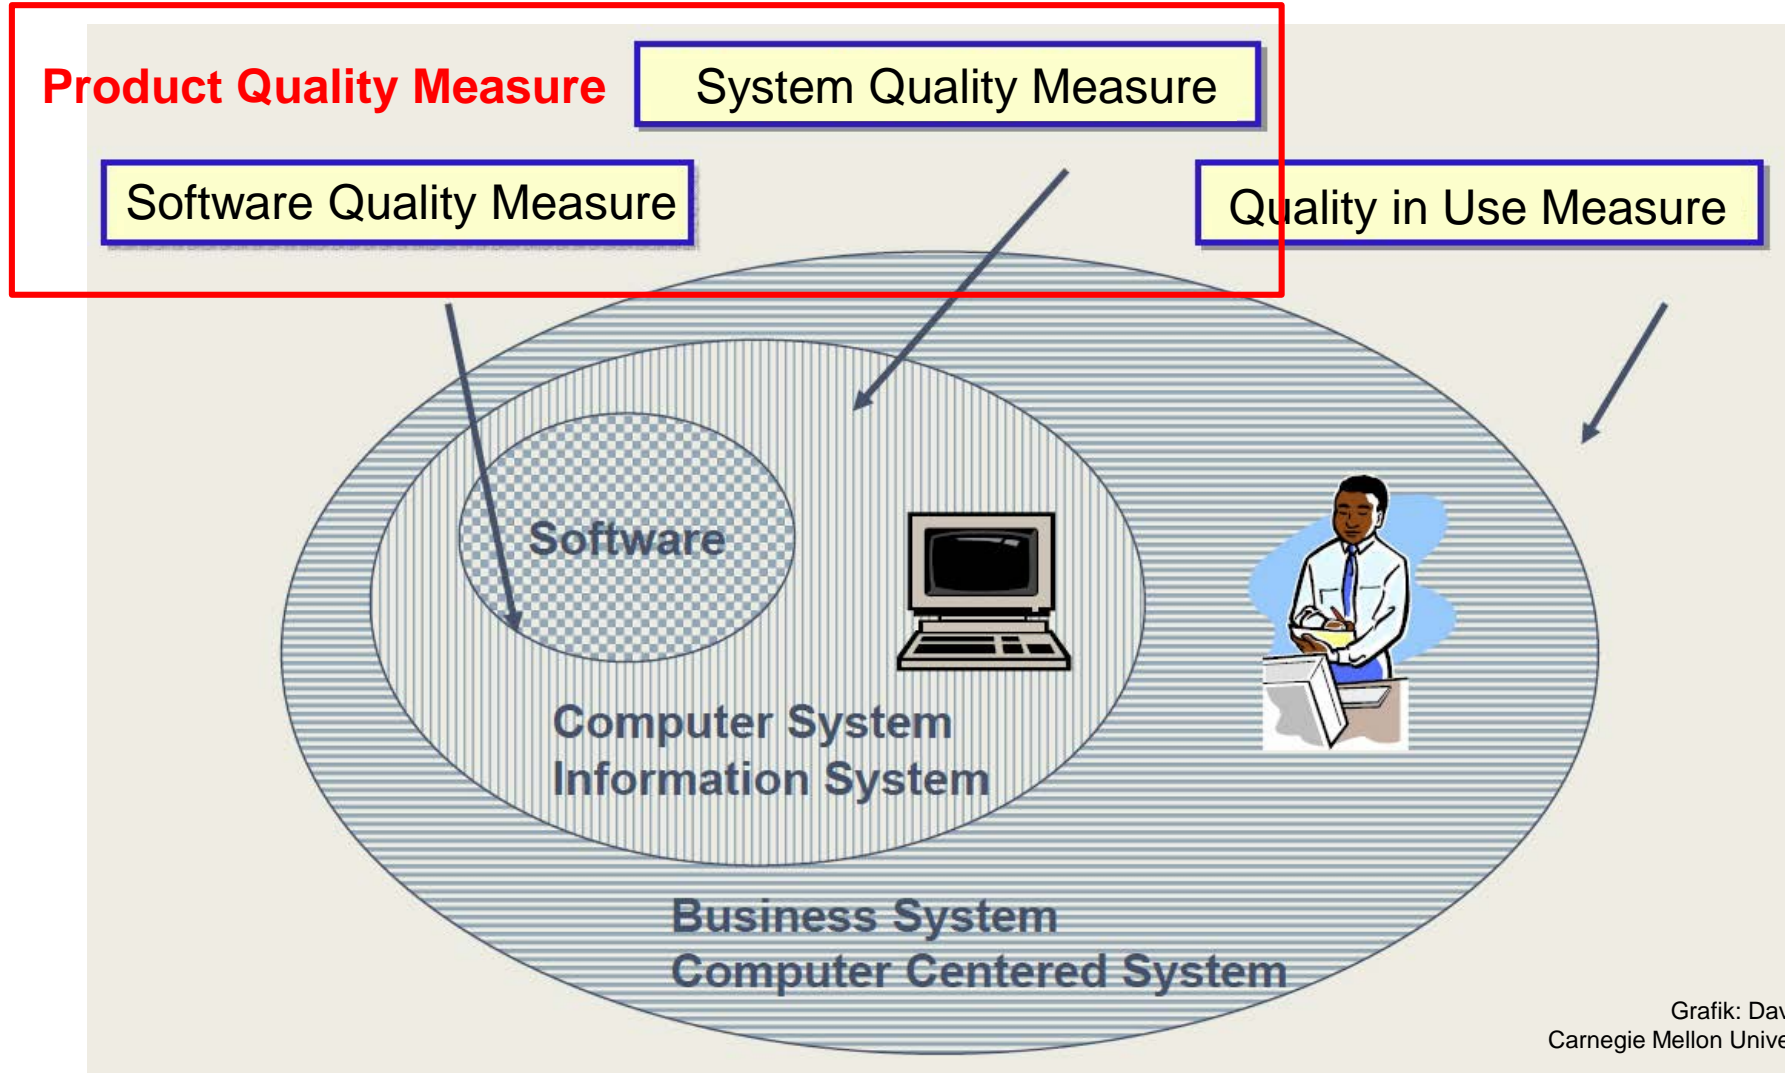 Product Quality Measure
System Quality Measure
Software Quality Measure
Quality in Use Measure
Software
Computer System
Information System
Business System
Computer Centered System
Grafik:
Carnegie Mellon